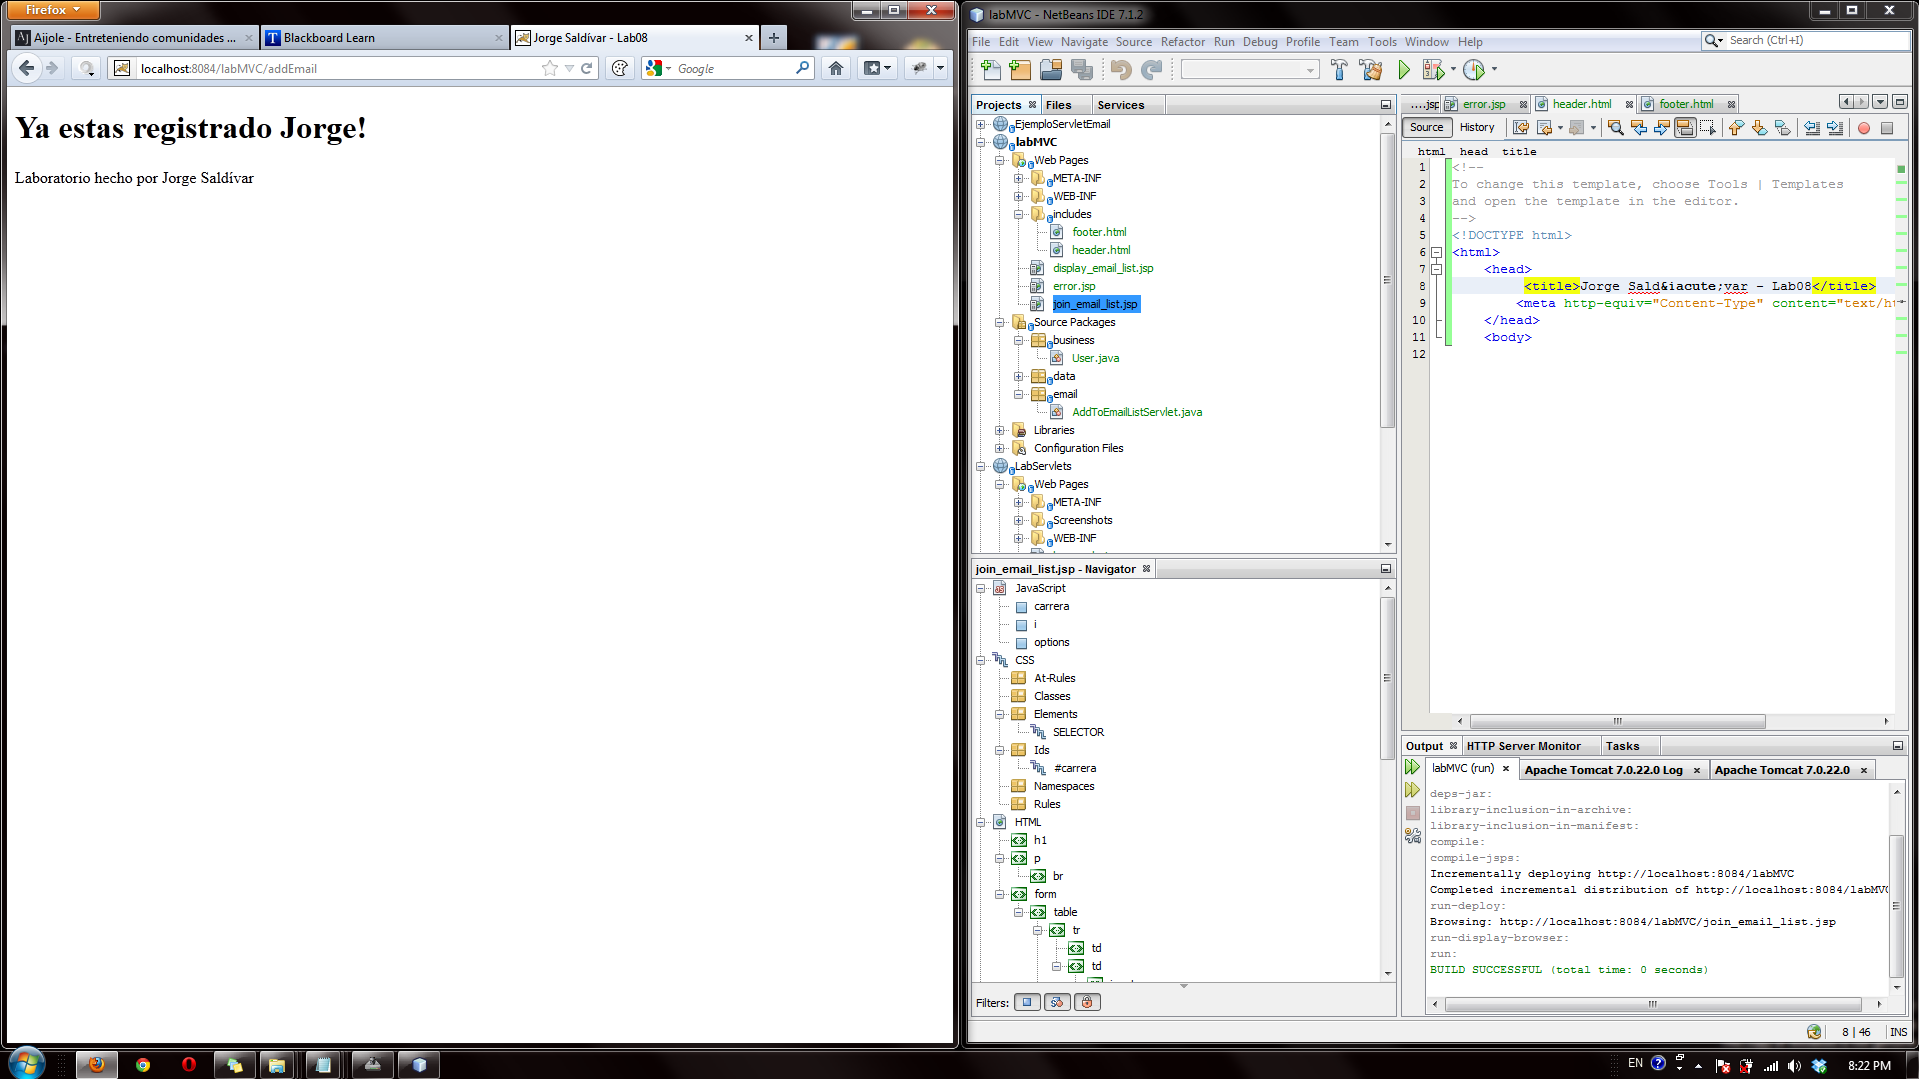 Firefox
Aijole - Entreteniendo comunidades ...
Blackboard Learn
Jorge Saldívar - Lab08
localhost:8084/labMVC/addEmail
Google
Ya estas registrado Jorge!
Laboratorio hecho por Jorge Saldívar
labMVC - NetBeans IDE 7.1.2
File Edit View Navigate Source Refactor Run Debug Profile Team Tools Window Help
Search (Ctrl+I)
Projects
Files
Services
EjemploServletEmail
labMVC
Web Pages
META-INF
WEB-INF
includes
footer.html
header.html
display_email_list.jsp
error.jsp
join_email_list.jsp
Source Packages
business
User.java
data
email
AddToEmailListServlet.java
Libraries
Configuration Files
LabServlets
Web Pages
META-INF
Screenshots
WEB-INF
join_email_list.jsp - Navigator
JavaScript
carrera
i
options
CSS
At-Rules
Classes
Elements
SELECTOR
Ids
#carrera
Namespaces
Rules
HTML
h1
p
br
form
table
tr
td
td
Filters:
....jsp
error.jsp
header.html
footer.html
Source
History
html head title
1 <!--
2 To change this template, choose Tools | Templates
3 and open the template in the editor.
4 -->
5 <!DOCTYPE html>
6 <html>
7 <head>
8 <title>Jorge Sald&iacute;var - Lab08</title>
9 <meta http-equiv="Content-Type" content="text/ht
10 </head>
11 <body>
12
Output
HTTP Server Monitor
Tasks
labMVC (run)
Apache Tomcat 7.0.22.0 Log
Apache Tomcat 7.0.22.0
deps-jar:
library-inclusion-in-archive:
library-inclusion-in-manifest:
compile:
compile-jsps:
Incrementally deploying http://localhost:8084/labMVC
Completed incremental distribution of http://localhost:8084/labMVC
run-deploy:
Browsing: http://localhost:8084/labMVC/join_email_list.jsp
run-display-browser:
run:
BUILD SUCCESSFUL (total time: 0 seconds)
8 | 46
INS
EN
8:22 PM